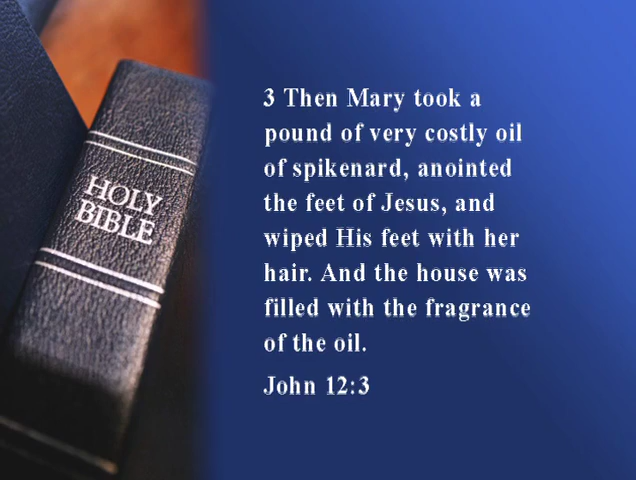 HOLY
BIBLE
3 Then Mary took a
pound of very costly oil
of spikenard, anointed
the feet of Jesus, and
wiped His feet with her
hair. And the house was
filled with the fragrance
of the oil.
John 12:3